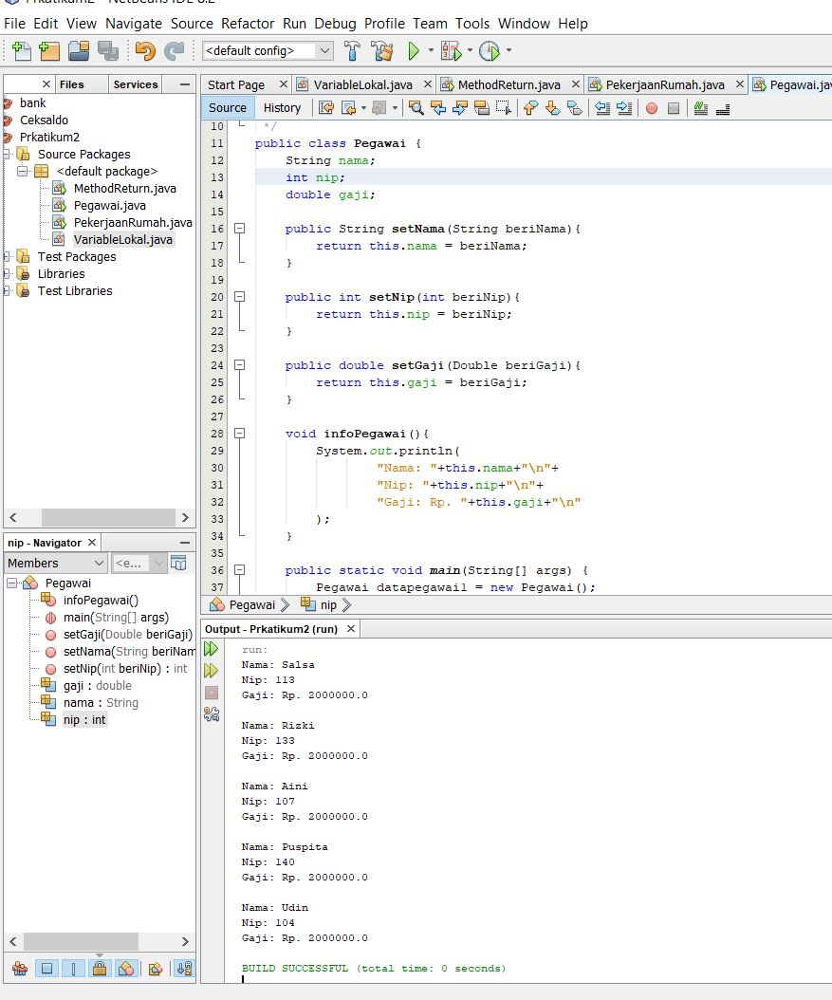 Prkatikum2 - NetBeans IDE 8.2
File Edit View Navigate Source Refactor Run Debug Profile Team Tools Window Help
<default config>
Files Services
bank
Ceksaldo
Prkatikum2
Source Packages
<default package>
MethodReturn.java
Pegawai.java
PekerjaanRumah.java
VariableLokal.java
Test Packages
Libraries
Test Libraries
Start Page VariableLokal.java MethodReturn.java PekerjaanRumah.java Pegawai.jav
Source History
10 */
11 public class Pegawai {
12 String nama;
13 int nip;
14 double gaji;
15
16 public String setNama(String beriNama){
17 return this.nama = beriNama;
18 }
19
20 public int setNip(int beriNip){
21 return this.nip = beriNip;
22 }
23
24 public double setGaji(Double beriGaji){
25 return this.gaji = beriGaji;
26 }
27
28 void infoPegawai(){
29 System.out.println(
30 "Nama: "+this.nama+"\n"+
31 "Nip: "+this.nip+"\n"+
32 "Gaji: Rp. "+this.gaji+"\n"
33 );
34 }
35
36 public static void main(String[] args) {
37 Pegawai datapegawai1 = new Pegawai();
Pegawai nip
nip - Navigator
Members <e...
Pegawai
infoPegawai()
main(String[] args)
setGaji(Double beriGaji)
setNama(String beriNam
setNip(int beriNip) : int
gaji : double
nama : String
nip : int
Output - Prkatikum2 (run)
run:
Nama: Salsa
Nip: 113
Gaji: Rp. 2000000.0
Nama: Rizki
Nip: 133
Gaji: Rp. 2000000.0
Nama: Aini
Nip: 107
Gaji: Rp. 2000000.0
Nama: Puspita
Nip: 140
Gaji: Rp. 2000000.0
Nama: Udin
Nip: 104
Gaji: Rp. 2000000.0
BUILD SUCCESSFUL (total time: 0 seconds)